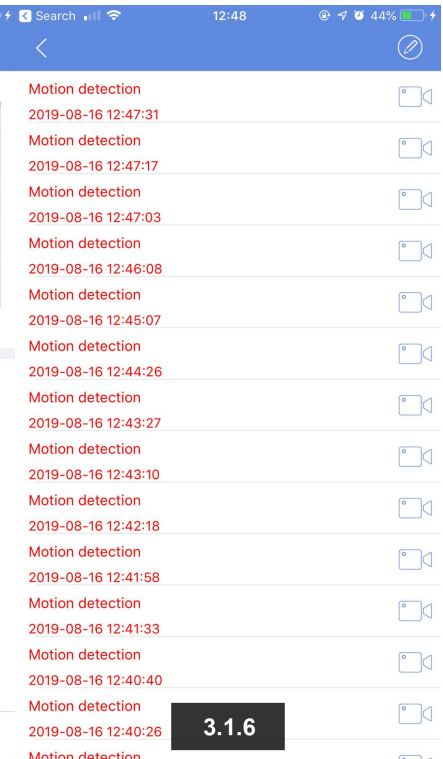 Search 12:48 44%
Motion detection
2019-08-16 12:47:31
Motion detection
2019-08-16 12:47:17
Motion detection
2019-08-16 12:47:03
Motion detection
2019-08-16 12:46:08
Motion detection
2019-08-16 12:45:07
Motion detection
2019-08-16 12:44:26
Motion detection
2019-08-16 12:43:27
Motion detection
2019-08-16 12:43:10
Motion detection
2019-08-16 12:42:18
Motion detection
2019-08-16 12:41:58
Motion detection
2019-08-16 12:41:33
Motion detection
2019-08-16 12:40:40
Motion detection
2019-08-16 12:40:26
3.1.6
Motion detection